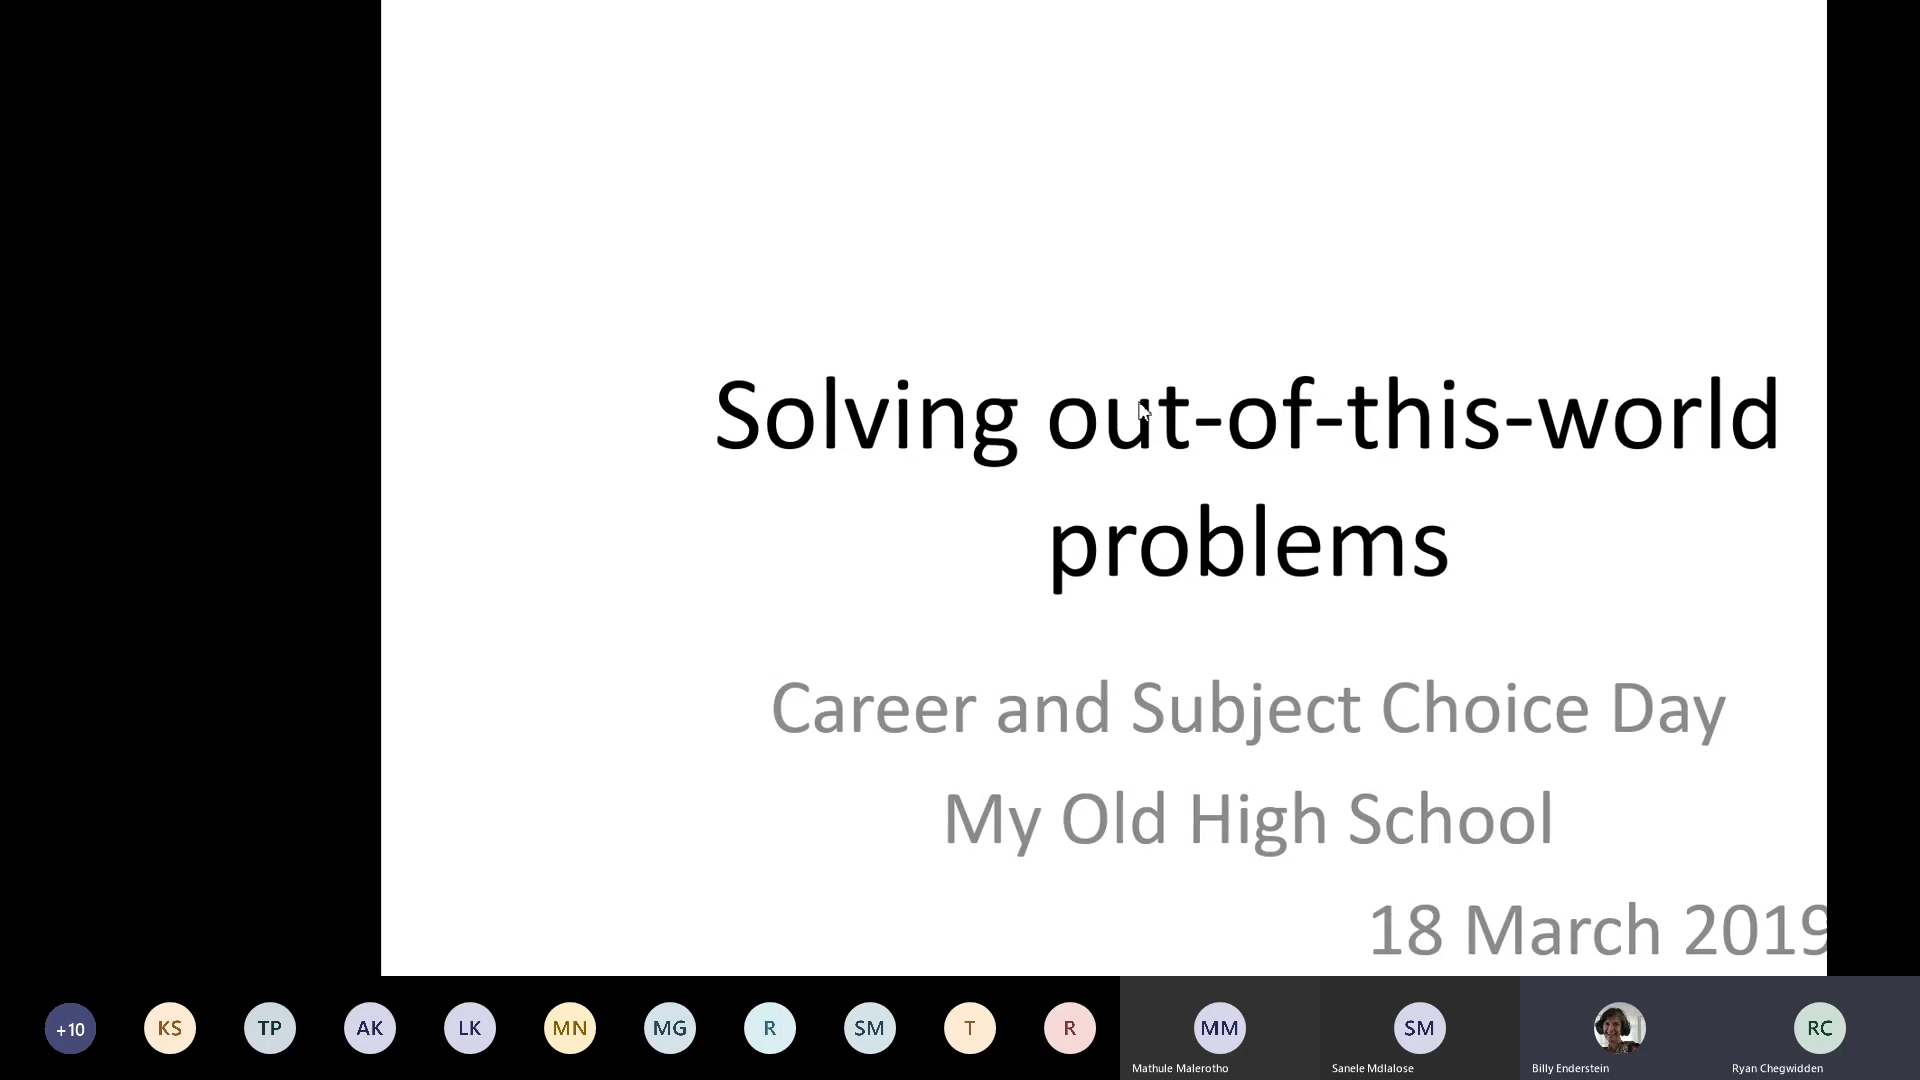 Solving out-of-this-world
problems
Career and Subject Choice Day
My Old High School
18 March 2019
+10
KS
TP
AK
LK
MN
MG
R
SM
T
R
MM
SM
RC
Mathule Malerotho
Sanele Mdlalose
Billy Enderstein
Ryan Chegwidden